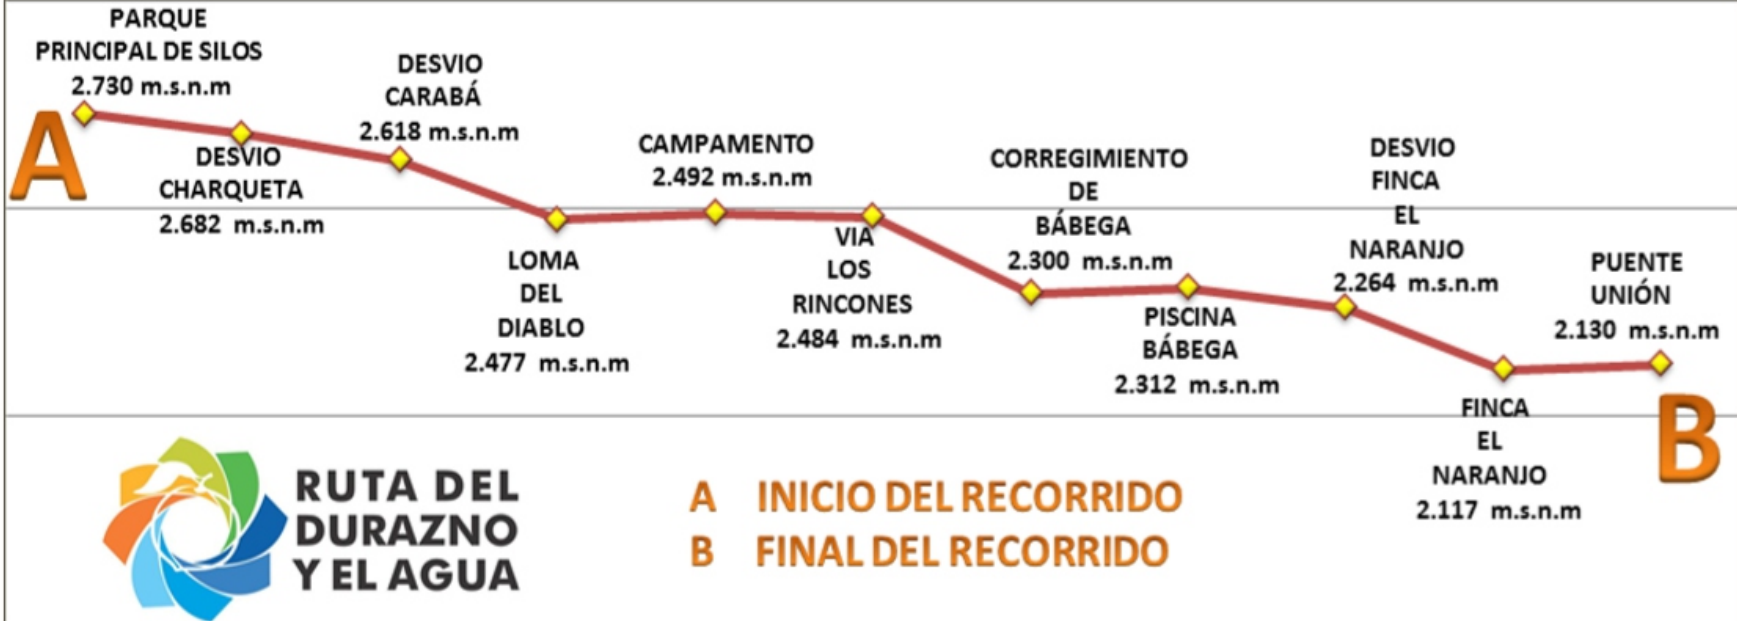 PARQUE
PRINCIPAL DE SILOS
2.730 m.s.n.m
A
DESVIO
CHARQUETA
2.682 m.s.n.m
DESVIO
CARABÁ
2.618 m.s.n.m
LOMA
DEL
DIABLO
2.477 m.s.n.m
CAMPAMENTO
2.492 m.s.n.m
VIA
LOS
RINCONES
2.484 m.s.n.m
CORREGIMIENTO
DE
BÁBEGA
2.300 m.s.n.m
PISCINA
BÁBEGA
2.312 m.s.n.m
DESVIO
FINCA
EL
NARANJO
2.264 m.s.n.m
FINCA
EL
NARANJO
2.117 m.s.n.m
PUENTE
UNIÓN
2.130 m.s.n.m
B
RUTA DEL
DURAZNO
Y EL AGUA
A INICIO DEL RECORRIDO
B FINAL DEL RECORRIDO